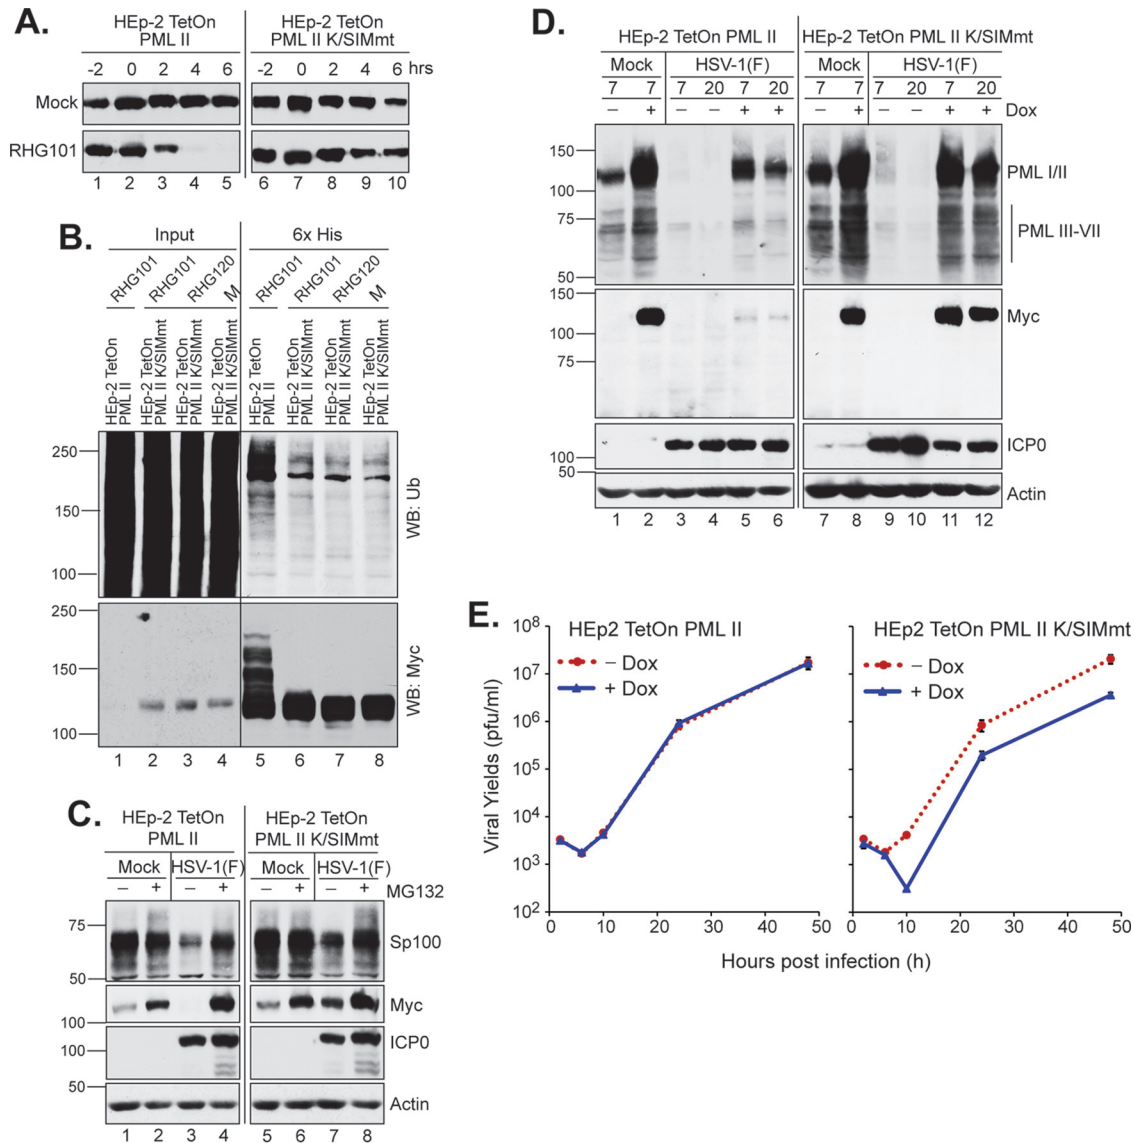 A.
HEp-2 TetOn PML II
HEp-2 TetOn PML II K/SIMmt
-2 0 2 4 6 -2 0 2 4 6 hrs
Mock
RHG101
1 2 3 4 5 6 7 8 9 10
B.
Input 6x His
RHG101 RHG101 RHG120 M RHG101 RHG101 RHG120 M
HEp-2 TetOn PML II
HEp-2 TetOn PML II K/SIMmt
HEp-2 TetOn PML II K/SIMmt
HEp-2 TetOn PML II K/SIMmt
HEp-2 TetOn PML II
HEp-2 TetOn PML II K/SIMmt
HEp-2 TetOn PML II K/SIMmt
HEp-2 TetOn PML II K/SIMmt
250
150
100
WB: Ub
250
150
100
WB: Myc
1 2 3 4 5 6 7 8
C.
HEp-2 TetOn PML II
HEp-2 TetOn PML II K/SIMmt
Mock HSV-1(F) Mock HSV-1(F)
– + – + – + – + MG132
75
Sp100
50
Myc
100
ICP0
100
50
Actin
1 2 3 4 5 6 7 8
D.
HEp-2 TetOn PML II HEp-2 TetOn PML II K/SIMmt
Mock HSV-1(F) Mock HSV-1(F)
7 7 7 20 7 20 7 7 7 20 7 20
– + – – + + – + – – + + Dox
150
PML I/II
100
75
PML III-VII
50
150
Myc
100
75
ICP0
100
50
Actin
1 2 3 4 5 6 7 8 9 10 11 12
E.
HEp2 TetOn PML II
– Dox
+ Dox
HEp2 TetOn PML II K/SIMmt
– Dox
+ Dox
10⁸
10⁷
10⁶
10⁵
10⁴
10³
10²
Viral Yields (pfu/ml)
0 10 20 30 40 50 0 10 20 30 40 50
Hours post infection (h)